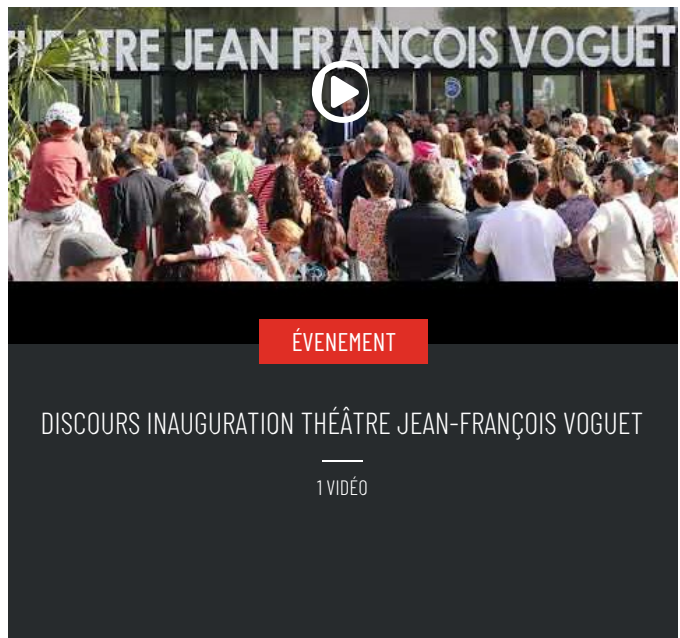 THEATRE JEAN FRANÇOIS VOGUET
ÉVENEMENT
DISCOURS INAUGURATION THÉÂTRE JEAN-FRANÇOIS VOGUET
1 VIDÉO